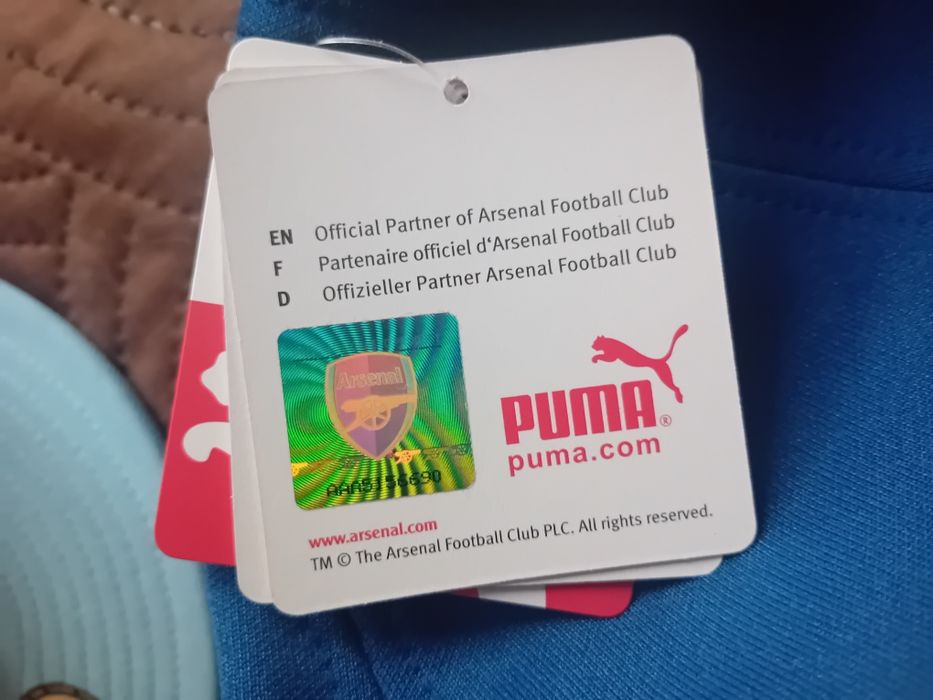 EN Official Partner of Arsenal Football Club
F Partenaire officiel d'Arsenal Football Club
D Offizieller Partner Arsenal Football Club
Arsenal
AAA5156690
PUMA®
puma.com
www.arsenal.com
TM © The Arsenal Football Club PLC. All rights reserved.